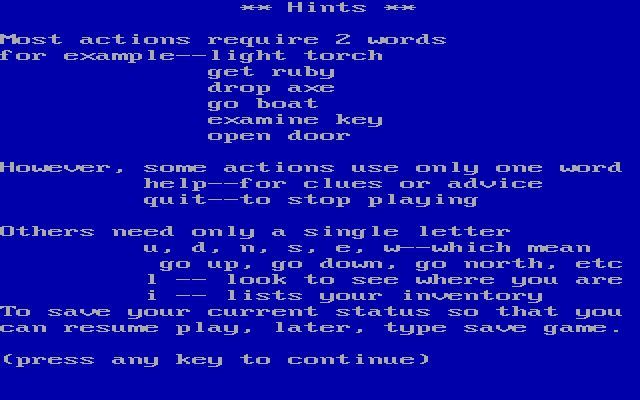 ** Hints **
Most actions require 2 words
for example--light torch
get ruby
drop axe
go boat
examine key
open door
However, some actions use only one word
help--for clues or advice
quit--to stop playing
Others need only a single letter
u, d, n, s, e, w--which mean
go up, go down, go north, etc
l -- look to see where you are
i -- lists your inventory
To save your current status so that you
can resume play, later, type save game.
(press any key to continue)